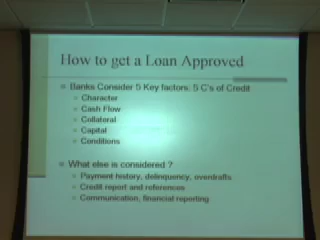 How to get a Loan Approved
Banks Consider 5 Key factors: 5 C's of Credit
Character
Cash Flow
Collateral
Capital
Conditions
What else is considered ?
Payment history, delinquency, overdrafts
Credit report and references
Communication, financial reporting